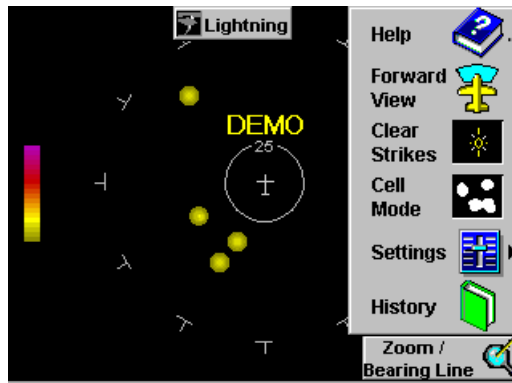 Lightning
DEMO
25
Help
Forward
View
Clear
Strikes
Cell
Mode
Settings
History
Zoom /
Bearing Line